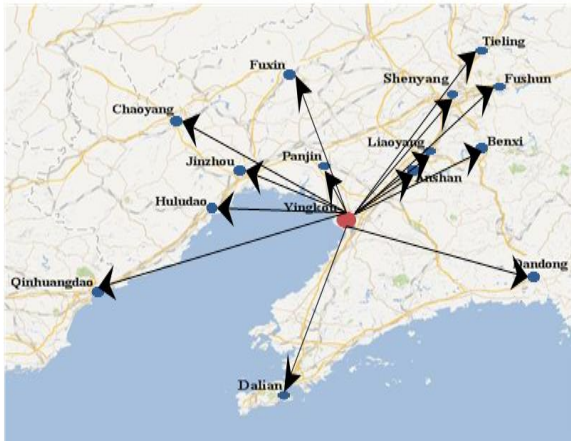 Tieling
Fuxin
Shenyang
Fushun
Chaoyang
Liaoyang
Benxi
Jinzhou
Panjin
Anshan
Huludao
Yingkou
Dandong
Qinhuangdao
Dalian